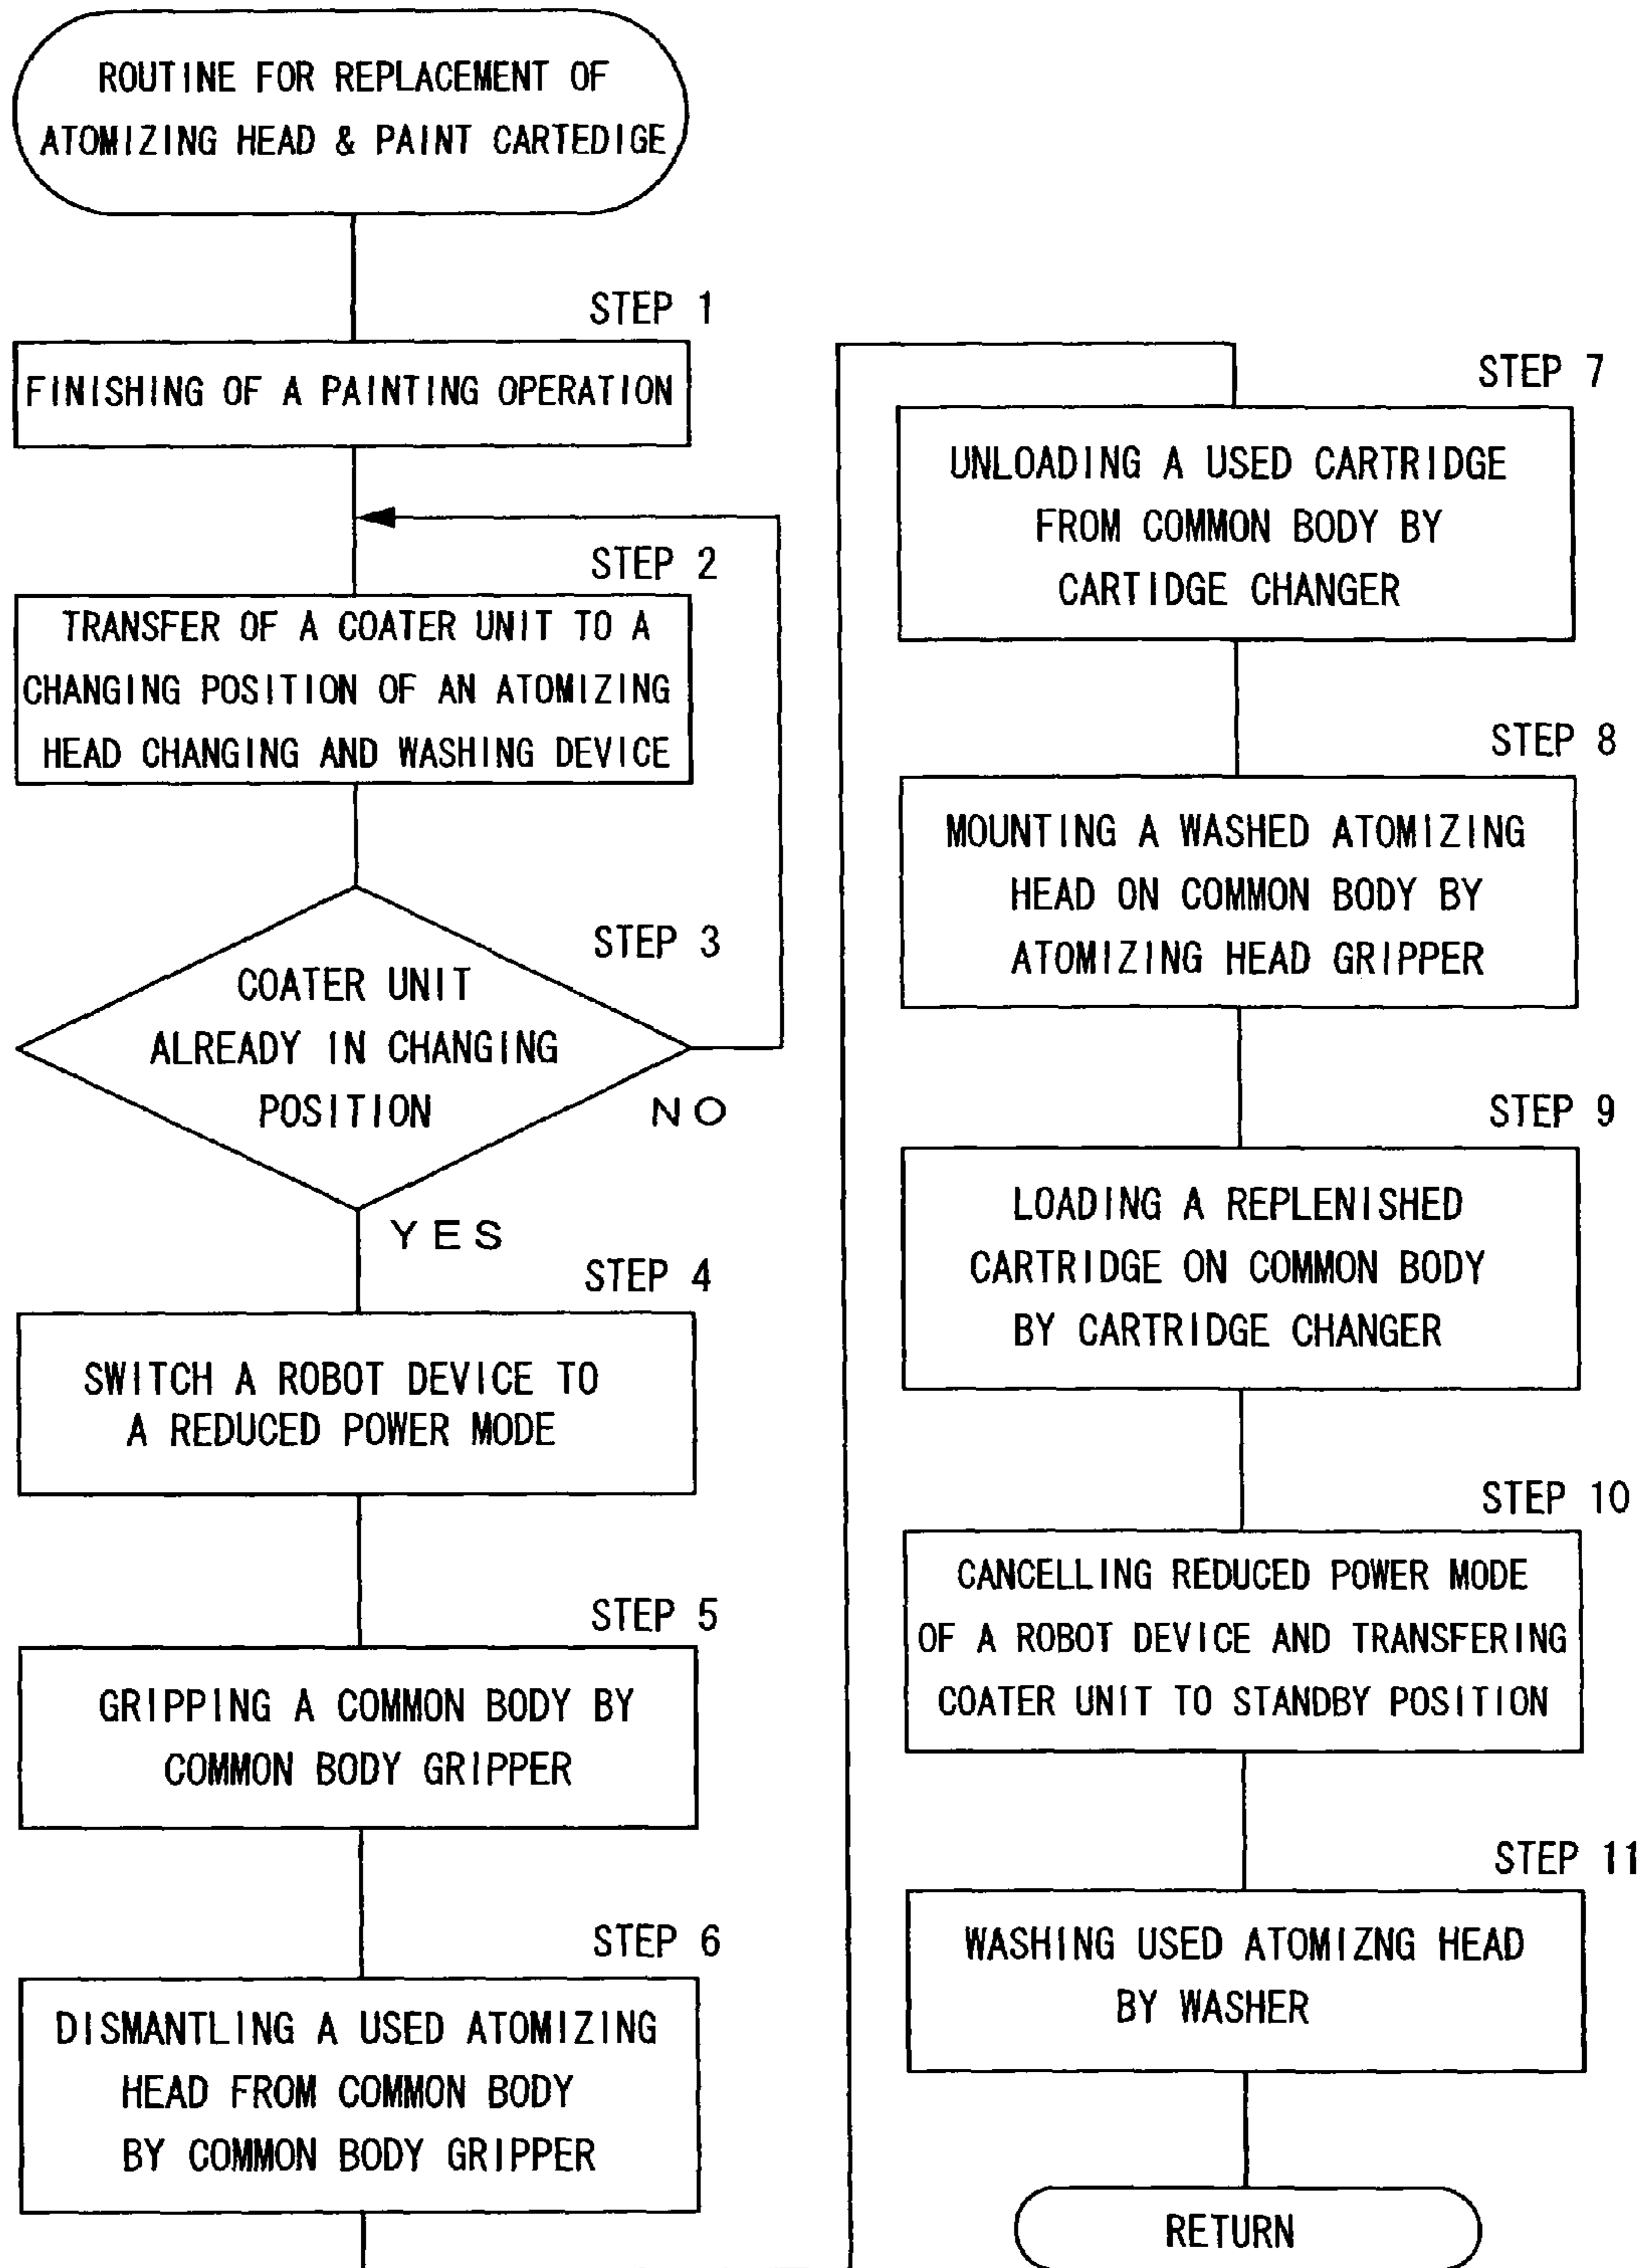 ROUTINE FOR REPLACEMENT OF
ATOMIZING HEAD & PAINT CARTEDIGE
STEP 1
FINISHING OF A PAINTING OPERATION
STEP 2
TRANSFER OF A COATER UNIT TO A
CHANGING POSITION OF AN ATOMIZING
HEAD CHANGING AND WASHING DEVICE
STEP 3
COATER UNIT
ALREADY IN CHANGING
POSITION
NO
YES
STEP 4
SWITCH A ROBOT DEVICE TO
A REDUCED POWER MODE
STEP 5
GRIPPING A COMMON BODY BY
COMMON BODY GRIPPER
STEP 6
DISMANTLING A USED ATOMIZING
HEAD FROM COMMON BODY
BY COMMON BODY GRIPPER
STEP 7
UNLOADING A USED CARTRIDGE
FROM COMMON BODY BY
CARTIDGE CHANGER
STEP 8
MOUNTING A WASHED ATOMIZING
HEAD ON COMMON BODY BY
ATOMIZING HEAD GRIPPER
STEP 9
LOADING A REPLENISHED
CARTRIDGE ON COMMON BODY
BY CARTRIDGE CHANGER
STEP 10
CANCELLING REDUCED POWER MODE
OF A ROBOT DEVICE AND TRANSFERING
COATER UNIT TO STANDBY POSITION
STEP 11
WASHING USED ATOMIZNG HEAD
BY WASHER
RETURN